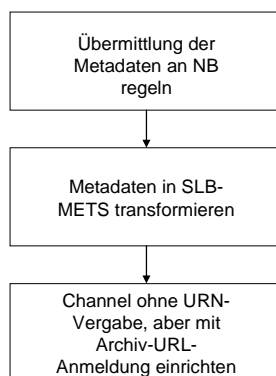 Übermittlung der
Metadaten an NB
regeln
Metadaten in SLB-
METS transformieren
Channel ohne URN-
Vergabe, aber mit
Archiv-URL-
Anmeldung einrichten